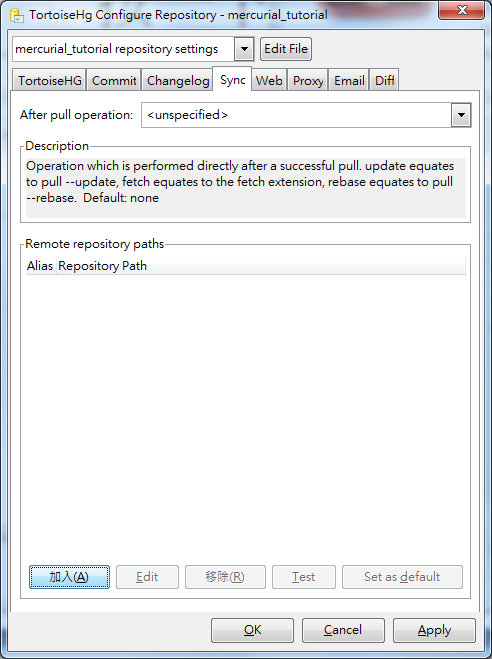 TortoiseHg Configure Repository - mercurial_tutorial
mercurial_tutorial repository settings Edit File
TortoiseHG Commit Changelog Sync Web Proxy Email Diff
After pull operation: <unspecified>
Description
Operation which is performed directly after a successful pull. update equates
to pull --update, fetch equates to the fetch extension, rebase equates to pull
--rebase. Default: none
Remote repository paths
Alias Repository Path
加入(A) Edit 移除(R) Test Set as default
OK Cancel Apply